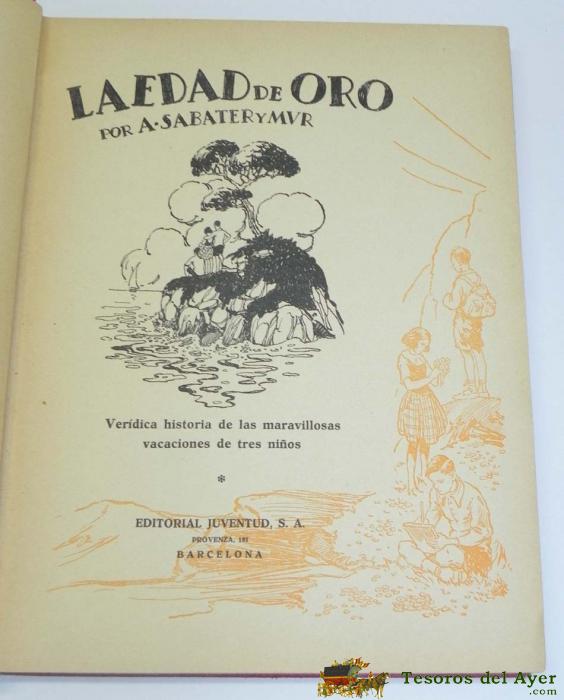 LA EDAD DE ORO
POR A. SABATER Y MVR
Verídica historia de las maravillosas
vacaciones de tres niños
*
EDITORIAL JUVENTUD, S. A.
PROVENZA, 101
BARCELONA
Tesoros del Ayer
.com